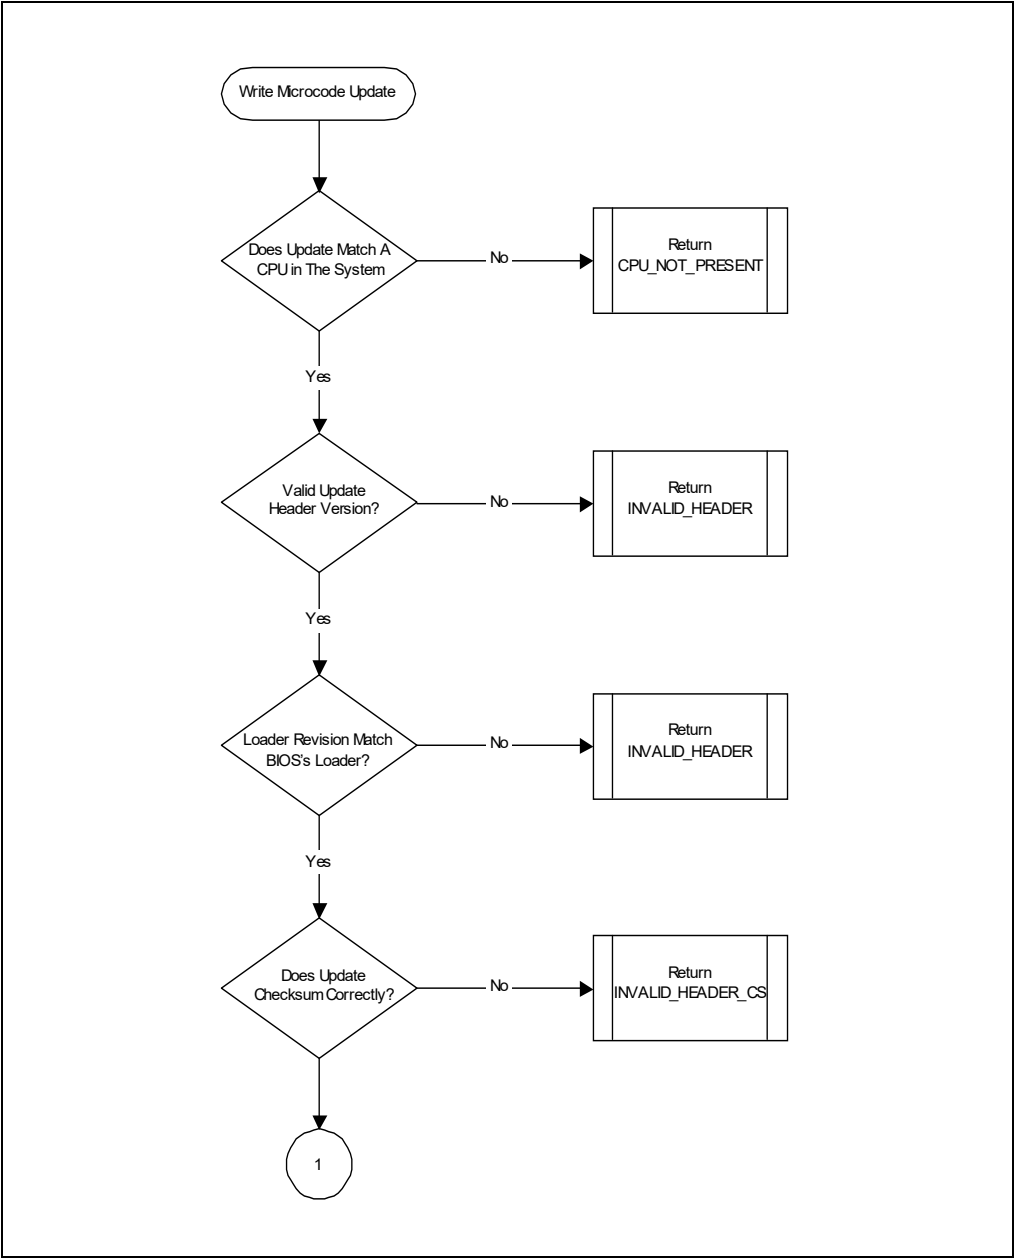 Write Microcode Update
Does Update Match A
CPU in The System
No
Return
CPU_NOT_PRESENT
Yes
Valid Update
Header Version?
No
Return
INVALID_HEADER
Yes
Loader Revision Match
BIOS's Loader?
No
Return
INVALID_HEADER
Yes
Does Update
Checksum Correctly?
No
Return
INVALID_HEADER_CS
1